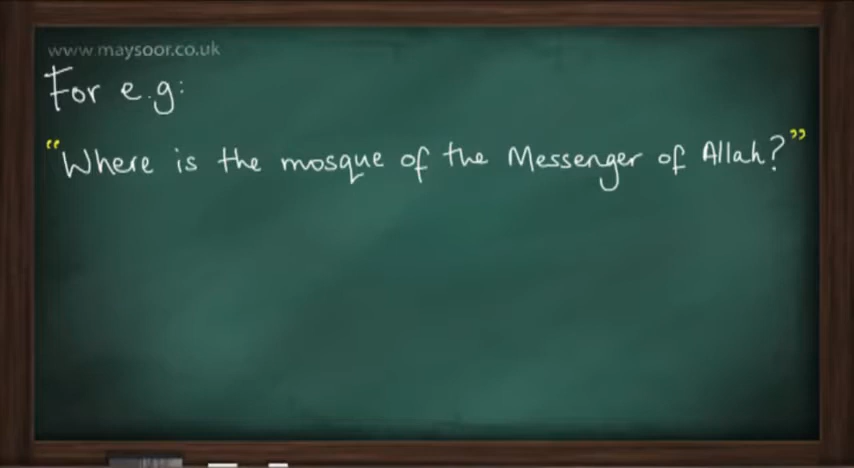 www.maysoor.co.uk
For e.g:
"Where is the mosque of the Messenger of Allah?"